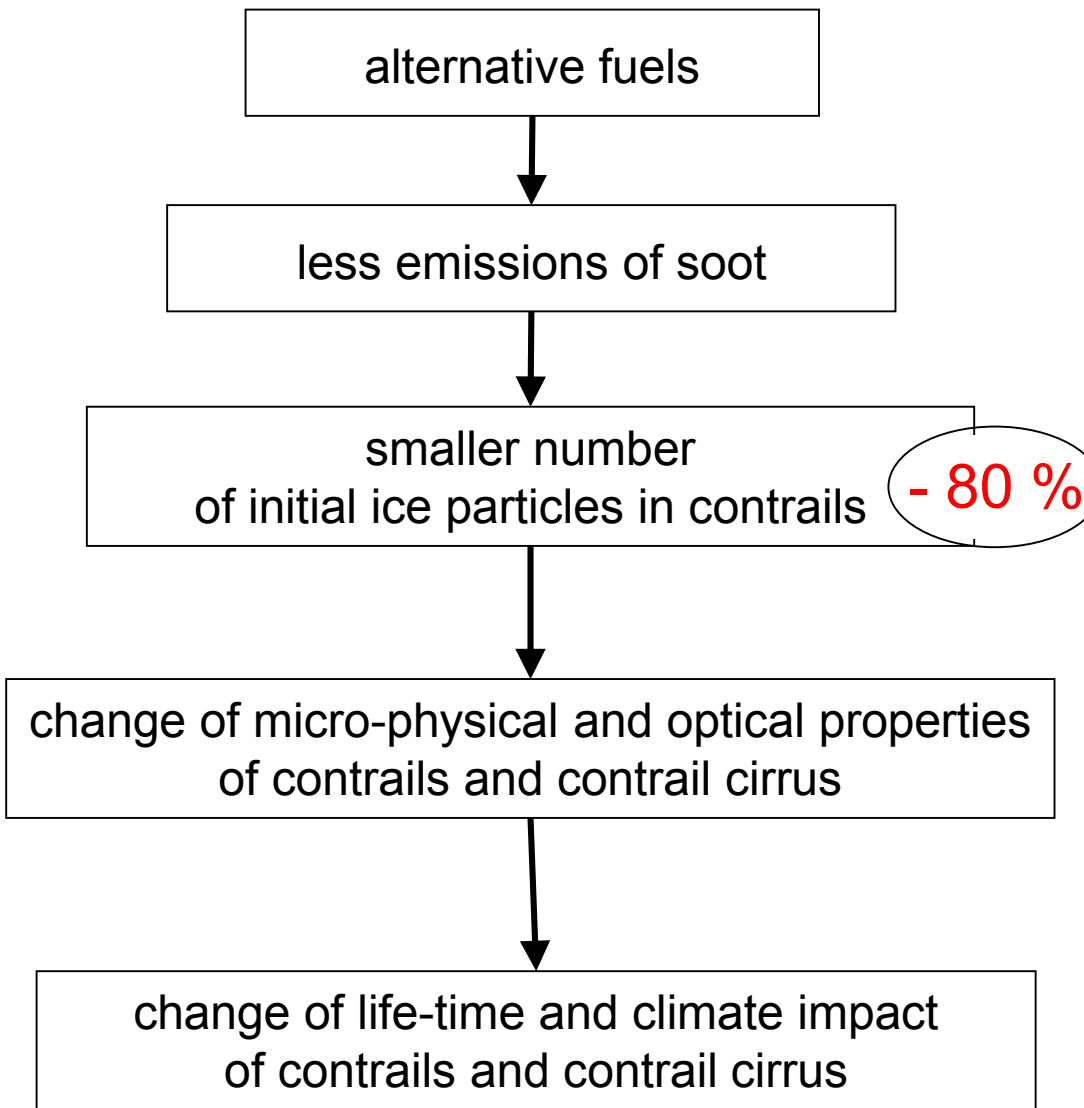 alternative fuels
less emissions of soot
smaller number
of initial ice particles in contrails
- 80 %
change of micro-physical and optical properties
of contrails and contrail cirrus
change of life-time and climate impact
of contrails and contrail cirrus